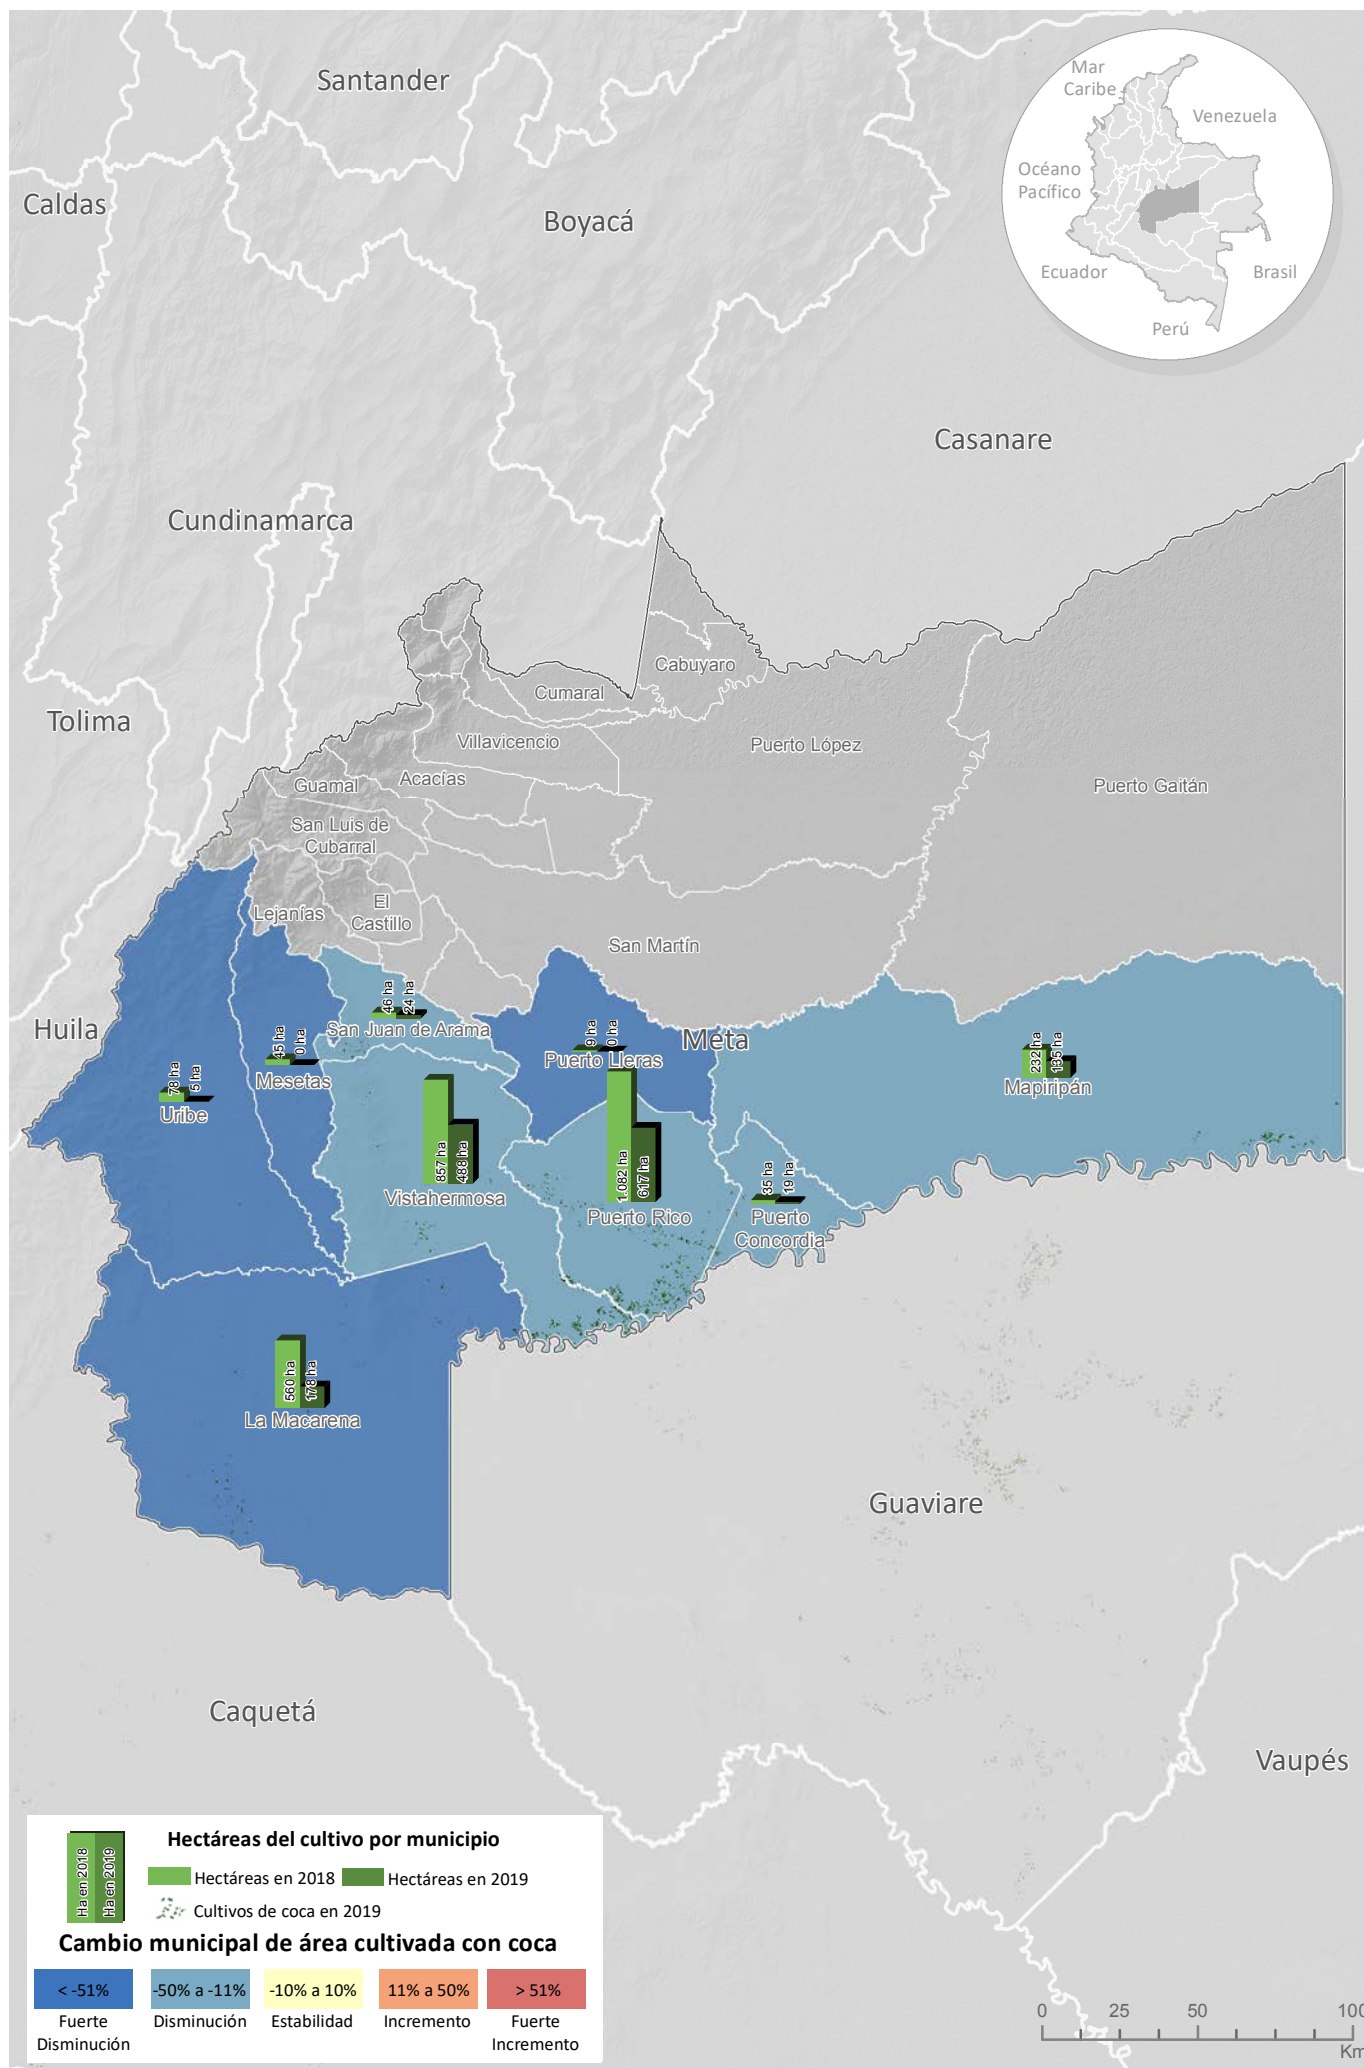 Santander
Mar
Caribe
Venezuela
Océano
Pacífico
Ecuador
Brasil
Perú
Caldas
Boyacá
Casanare
Cundinamarca
Cabuyaro
Cumaral
Tolima
Villavicencio
Puerto López
Acacías
Guamal
Puerto Gaitán
San Luis de
Cubarral
El
Castillo
Lejanías
San Martín
46 ha
24 ha
San Juan de Arama
Huila
Meta
9 ha
0 ha
Puerto Lleras
45 ha
0 ha
Mesetas
232 ha
135 ha
Mapiripán
78 ha
5 ha
Uribe
857 ha
488 ha
Vistahermosa
1.082 ha
617 ha
Puerto Rico
35 ha
19 ha
Puerto
Concordia
560 ha
178 ha
La Macarena
Guaviare
Caquetá
Vaupés
Hectáreas del cultivo por municipio
Ha en 2018
Ha en 2019
Hectáreas en 2018
Hectáreas en 2019
Cultivos de coca en 2019
Cambio municipal de área cultivada con coca
< -51%
-50% a -11%
-10% a 10%
11% a 50%
> 51%
Fuerte
Disminución
Disminución
Estabilidad
Incremento
Fuerte
Incremento
0 25 50 100
Km